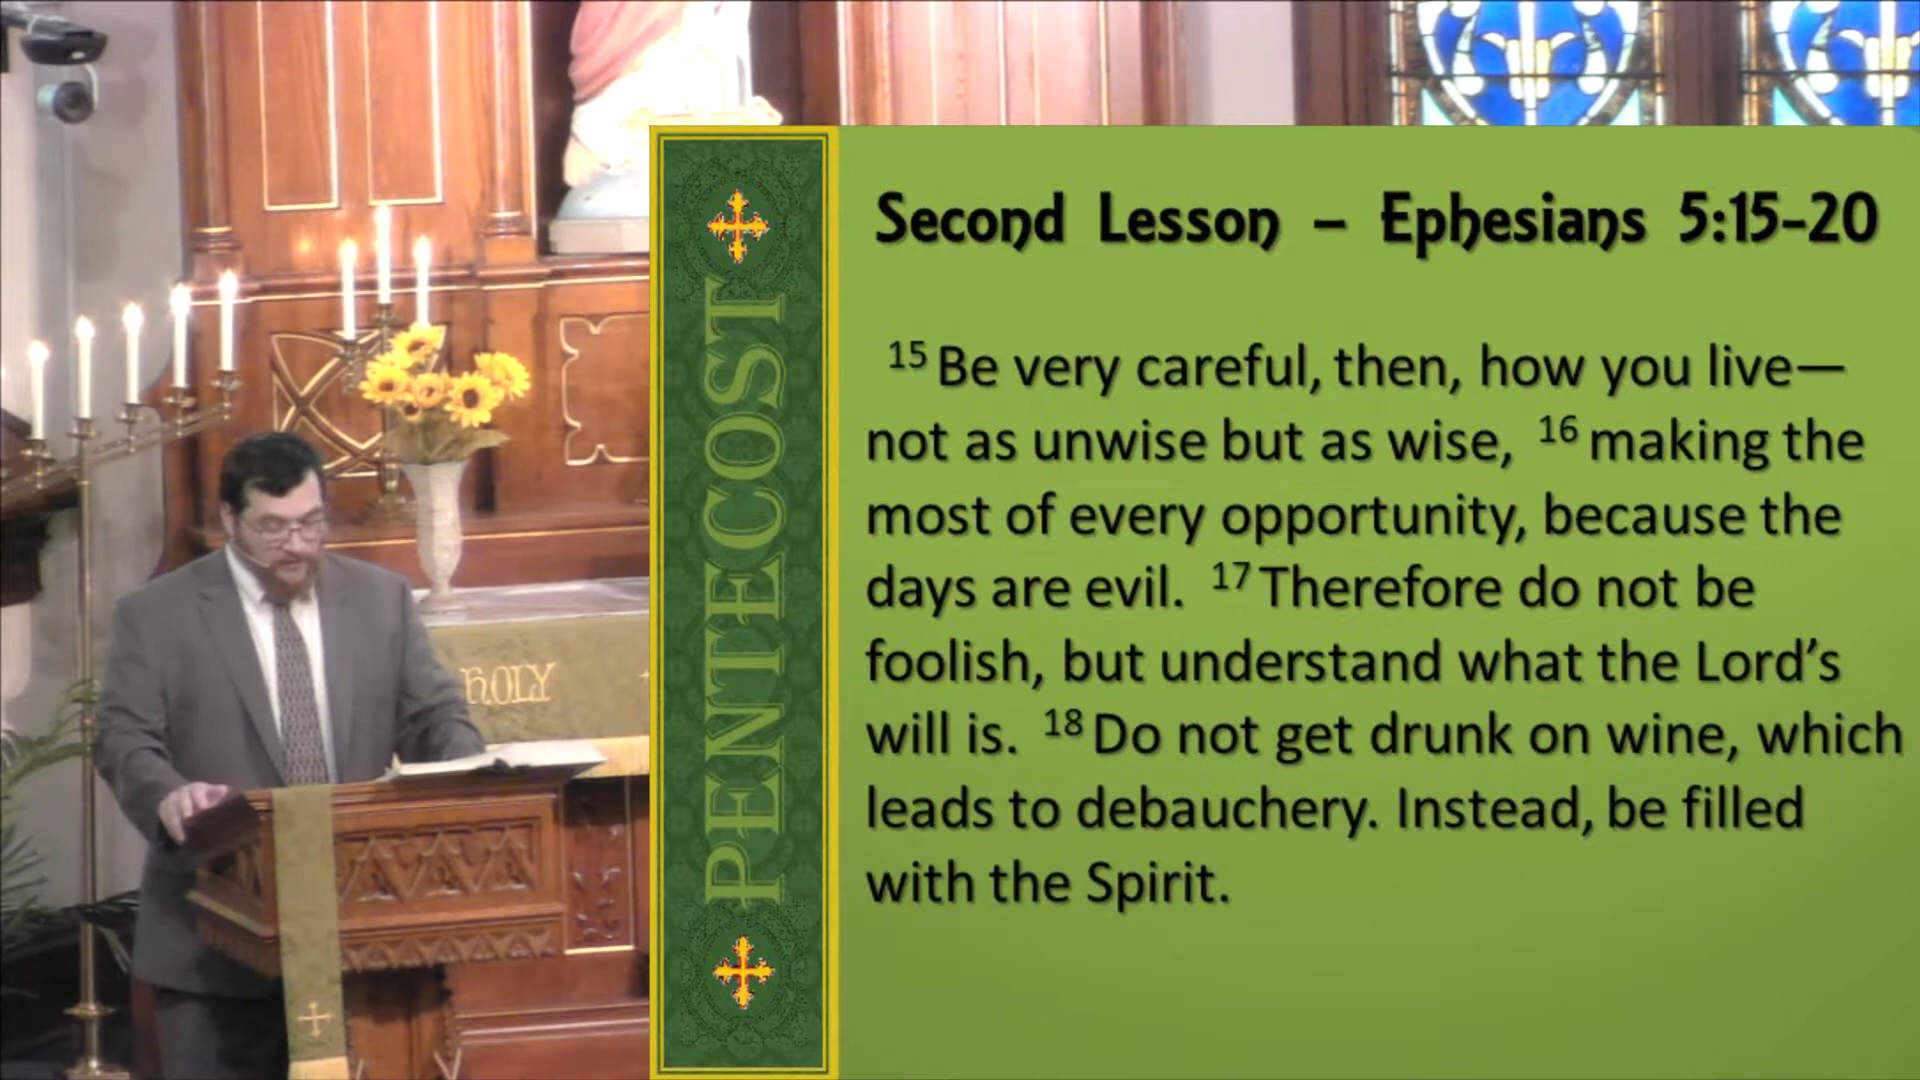 HOLY
PENTECOST
Second Lesson – Ephesians 5:15-20
15 Be very careful, then, how you live—
not as unwise but as wise, 16 making the
most of every opportunity, because the
days are evil. 17 Therefore do not be
foolish, but understand what the Lord’s
will is. 18 Do not get drunk on wine, which
leads to debauchery. Instead, be filled
with the Spirit.